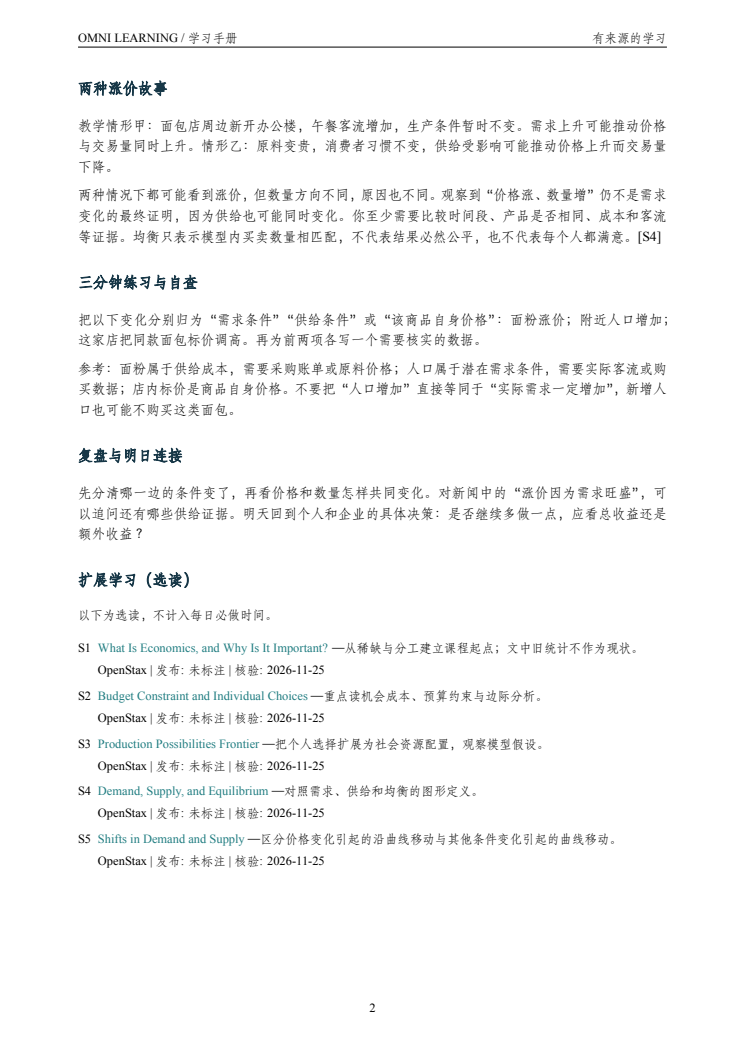 OMNI LEARNING / 学习手册 有来源的学习
两种涨价故事
教学情形甲：面包店周边新开办公楼，午餐客流增加，生产条件暂时不变。需求上升可能推动价格
与交易量同时上升。情形乙：原料变贵，消费者习惯不变，供给受影响可能推动价格上升而交易量
下降。
两种情况下都可能看到涨价，但数量方向不同，原因也不同。观察到“价格涨、数量增”仍不是需求
变化的最终证明，因为供给也可能同时变化。你至少需要比较时间段、产品是否相同、成本和客流
等证据。均衡只表示模型内买卖数量相匹配，不代表结果必然公平，也不代表每个人都满意。[S4]
三分钟练习与自查
把以下变化分别归为“需求条件”“供给条件”或“该商品自身价格”：面粉涨价；附近人口增加；
这家店把同款面包标价调高。再为前两项各写一个需要核实的数据。
参考：面粉属于供给成本，需要采购账单或原料价格；人口属于潜在需求条件，需要实际客流或购
买数据；店内标价是商品自身价格。不要把“人口增加”直接等同于“实际需求一定增加”，新增人
口也可能不购买这类面包。
复盘与明日连接
先分清哪一边的条件变了，再看价格和数量怎样共同变化。对新闻中的“涨价因为需求旺盛”，可
以追问还有哪些供给证据。明天回到个人和企业的具体决策：是否继续多做一点，应看总收益还是
额外收益？
扩展学习（选读）
以下为选读，不计入每日必做时间。
S1 What Is Economics, and Why Is It Important? —从稀缺与分工建立课程起点；文中旧统计不作为现状。
OpenStax | 发布: 未标注 | 核验: 2026-11-25
S2 Budget Constraint and Individual Choices —重点读机会成本、预算约束与边际分析。
OpenStax | 发布: 未标注 | 核验: 2026-11-25
S3 Production Possibilities Frontier —把个人选择扩展为社会资源配置，观察模型假设。
OpenStax | 发布: 未标注 | 核验: 2026-11-25
S4 Demand, Supply, and Equilibrium —对照需求、供给和均衡的图形定义。
OpenStax | 发布: 未标注 | 核验: 2026-11-25
S5 Shifts in Demand and Supply —区分价格变化引起的沿曲线移动与其他条件变化引起的曲线移动。
OpenStax | 发布: 未标注 | 核验: 2026-11-25
2